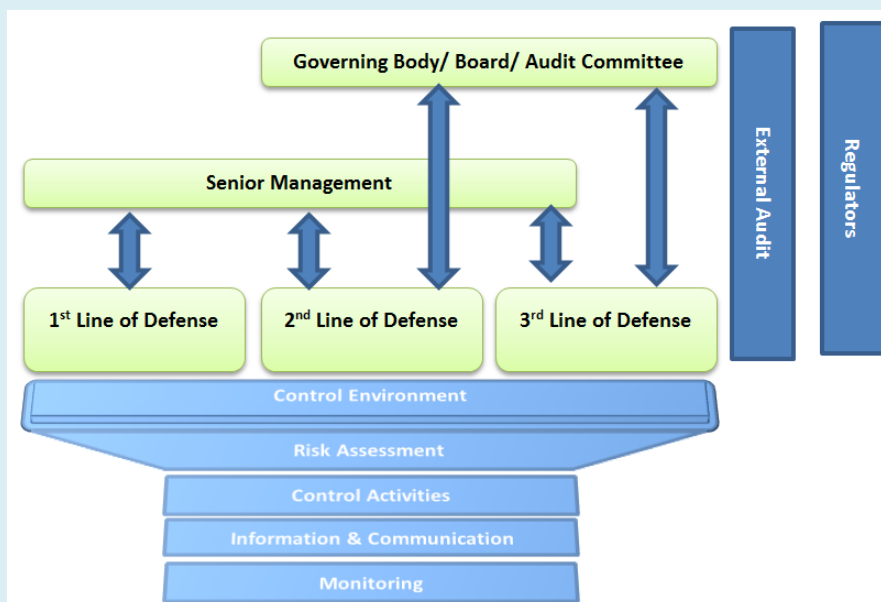 Governing Body/ Board/ Audit Committee
Senior Management
1st Line of Defense
2nd Line of Defense
3rd Line of Defense
External Audit
Regulators
Control Environment
Risk Assessment
Control Activities
Information & Communication
Monitoring